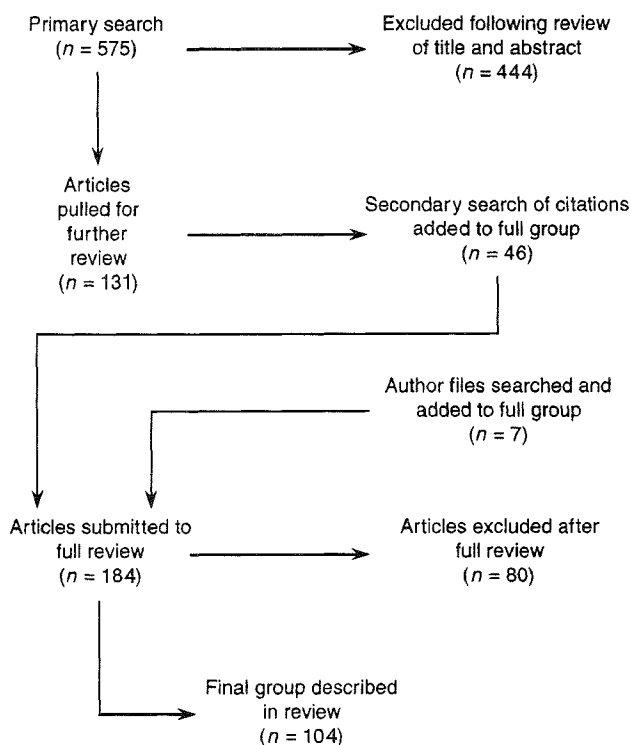 Primary search
(n = 575)
Excluded following review
of title and abstract
(n = 444)
Articles
pulled for
further
review
(n = 131)
Secondary search of citations
added to full group
(n = 46)
Author files searched and
added to full group
(n = 7)
Articles submitted to
full review
(n = 184)
Articles excluded after
full review
(n = 80)
Final group described
in review
(n = 104)